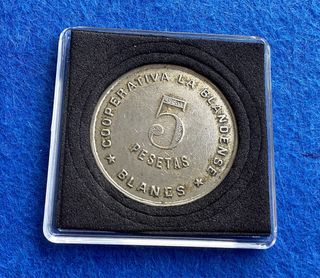 COOPERATIVA LA BLANDENSE
5
PESETAS
★ BLANES ★